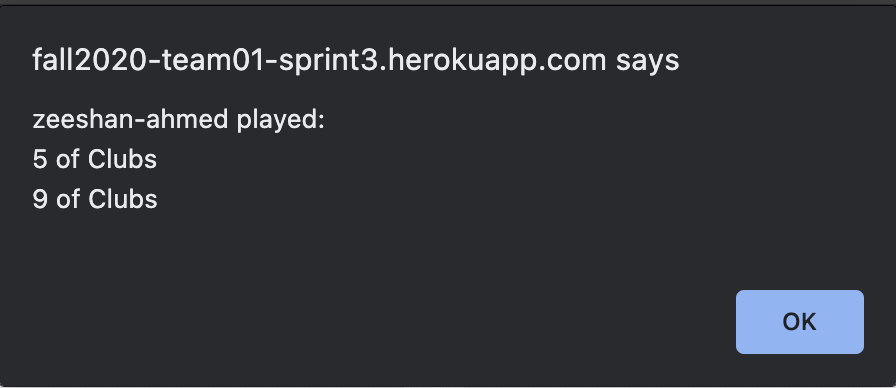 fall2020-team01-sprint3.herokuapp.com says
zeeshan-ahmed played:
5 of Clubs
9 of Clubs
OK